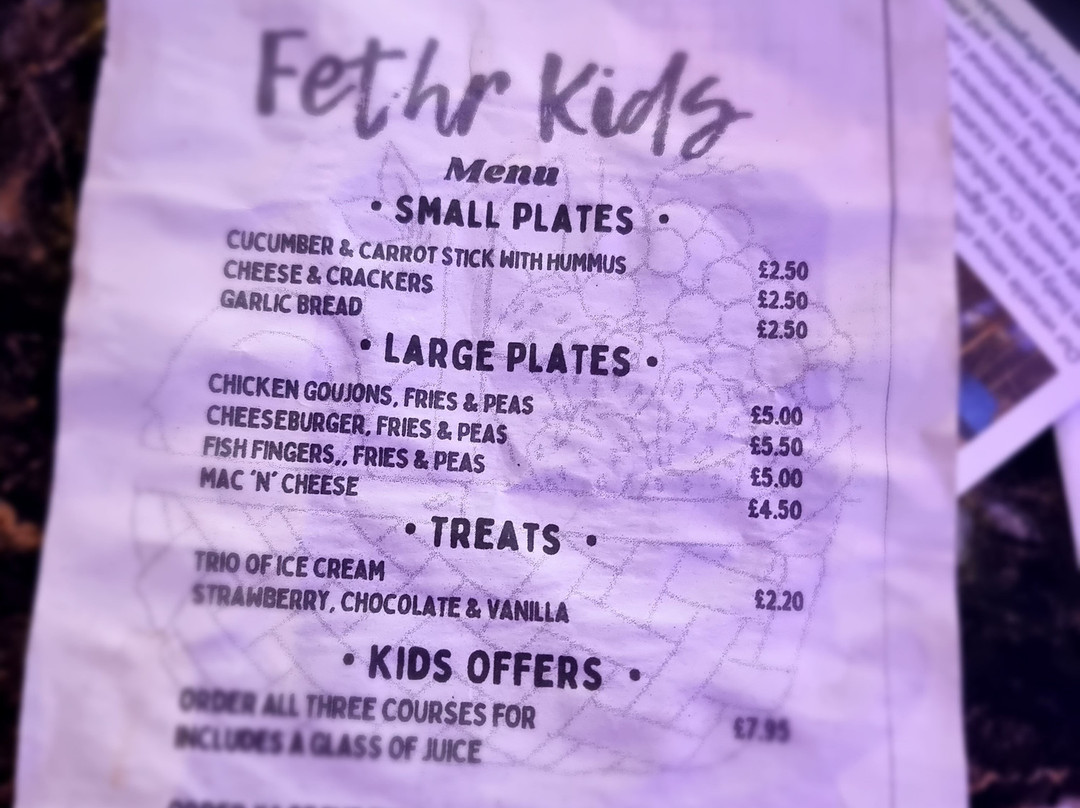 Fethr Kids
Menu
• SMALL PLATES •
CUCUMBER & CARROT STICK WITH HUMMUS £2.50
CHEESE & CRACKERS £2.50
GARLIC BREAD £2.50
• LARGE PLATES •
CHICKEN GOUJONS, FRIES & PEAS £5.00
CHEESEBURGER, FRIES & PEAS £5.50
FISH FINGERS,, FRIES & PEAS £5.00
MAC 'N' CHEESE £4.50
• TREATS •
TRIO OF ICE CREAM
STRAWBERRY, CHOCOLATE & VANILLA £2.20
• KIDS OFFERS •
ORDER ALL THREE COURSES FOR £7.95
INCLUDES A GLASS OF JUICE